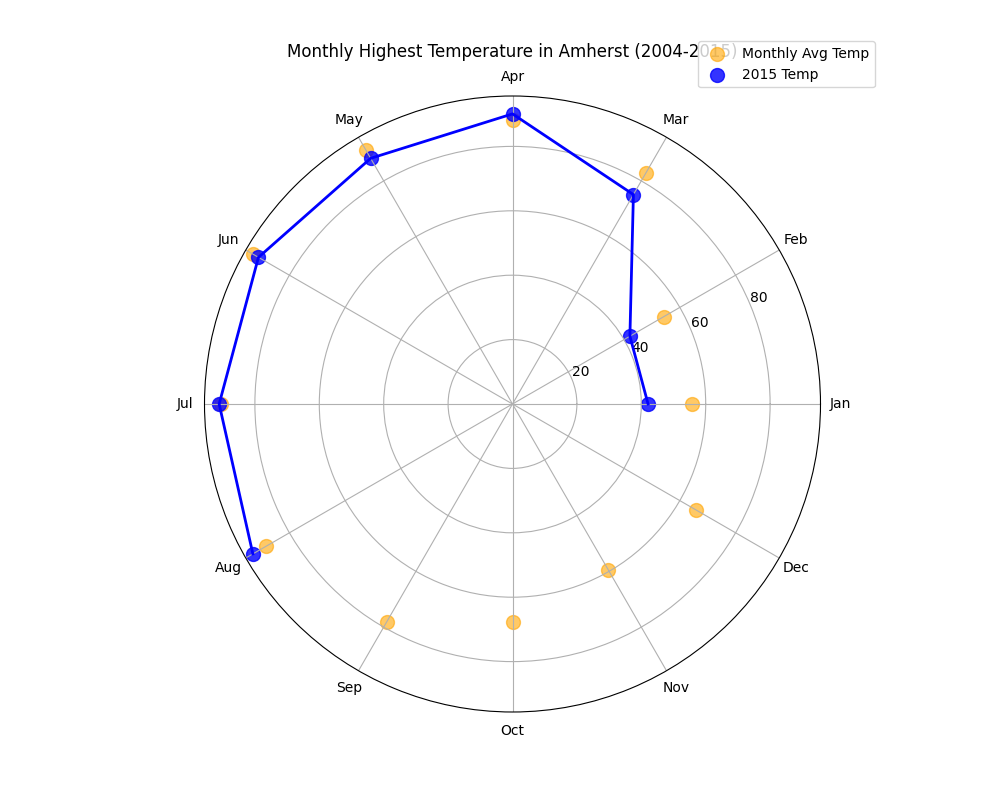 Monthly Highest Temperature in Amherst (2004-2015)
Monthly Avg Temp
2015 Temp
Apr
May
Mar
Jun
Feb
80
60
40
20
Jul
Jan
Aug
Dec
Sep
Nov
Oct